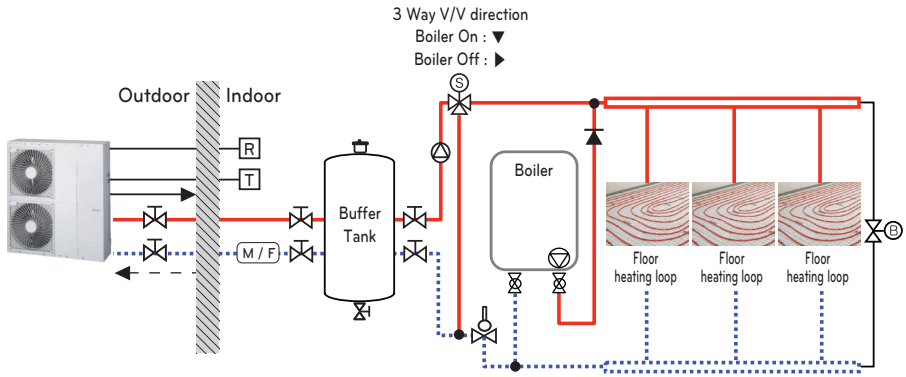 3 Way V/V direction
Boiler On : ▼
Boiler Off : ▶
S
Outdoor
Indoor
R
T
Boiler
Buffer
Tank
M / F
B
Floor
heating loop
Floor
heating loop
Floor
heating loop